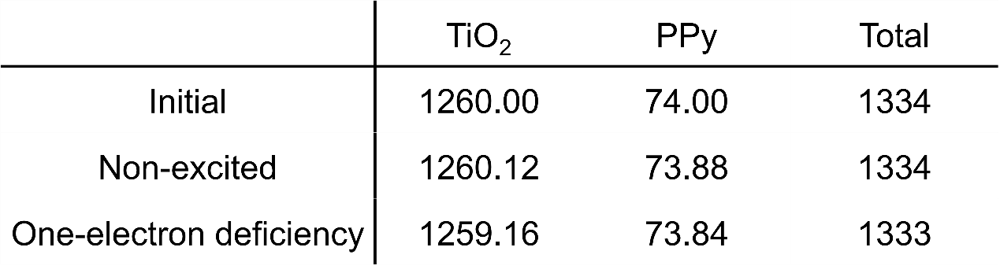 TiO₂ PPy Total
Initial 1260.00 74.00 1334
Non-excited 1260.12 73.88 1334
One-electron deficiency 1259.16 73.84 1333